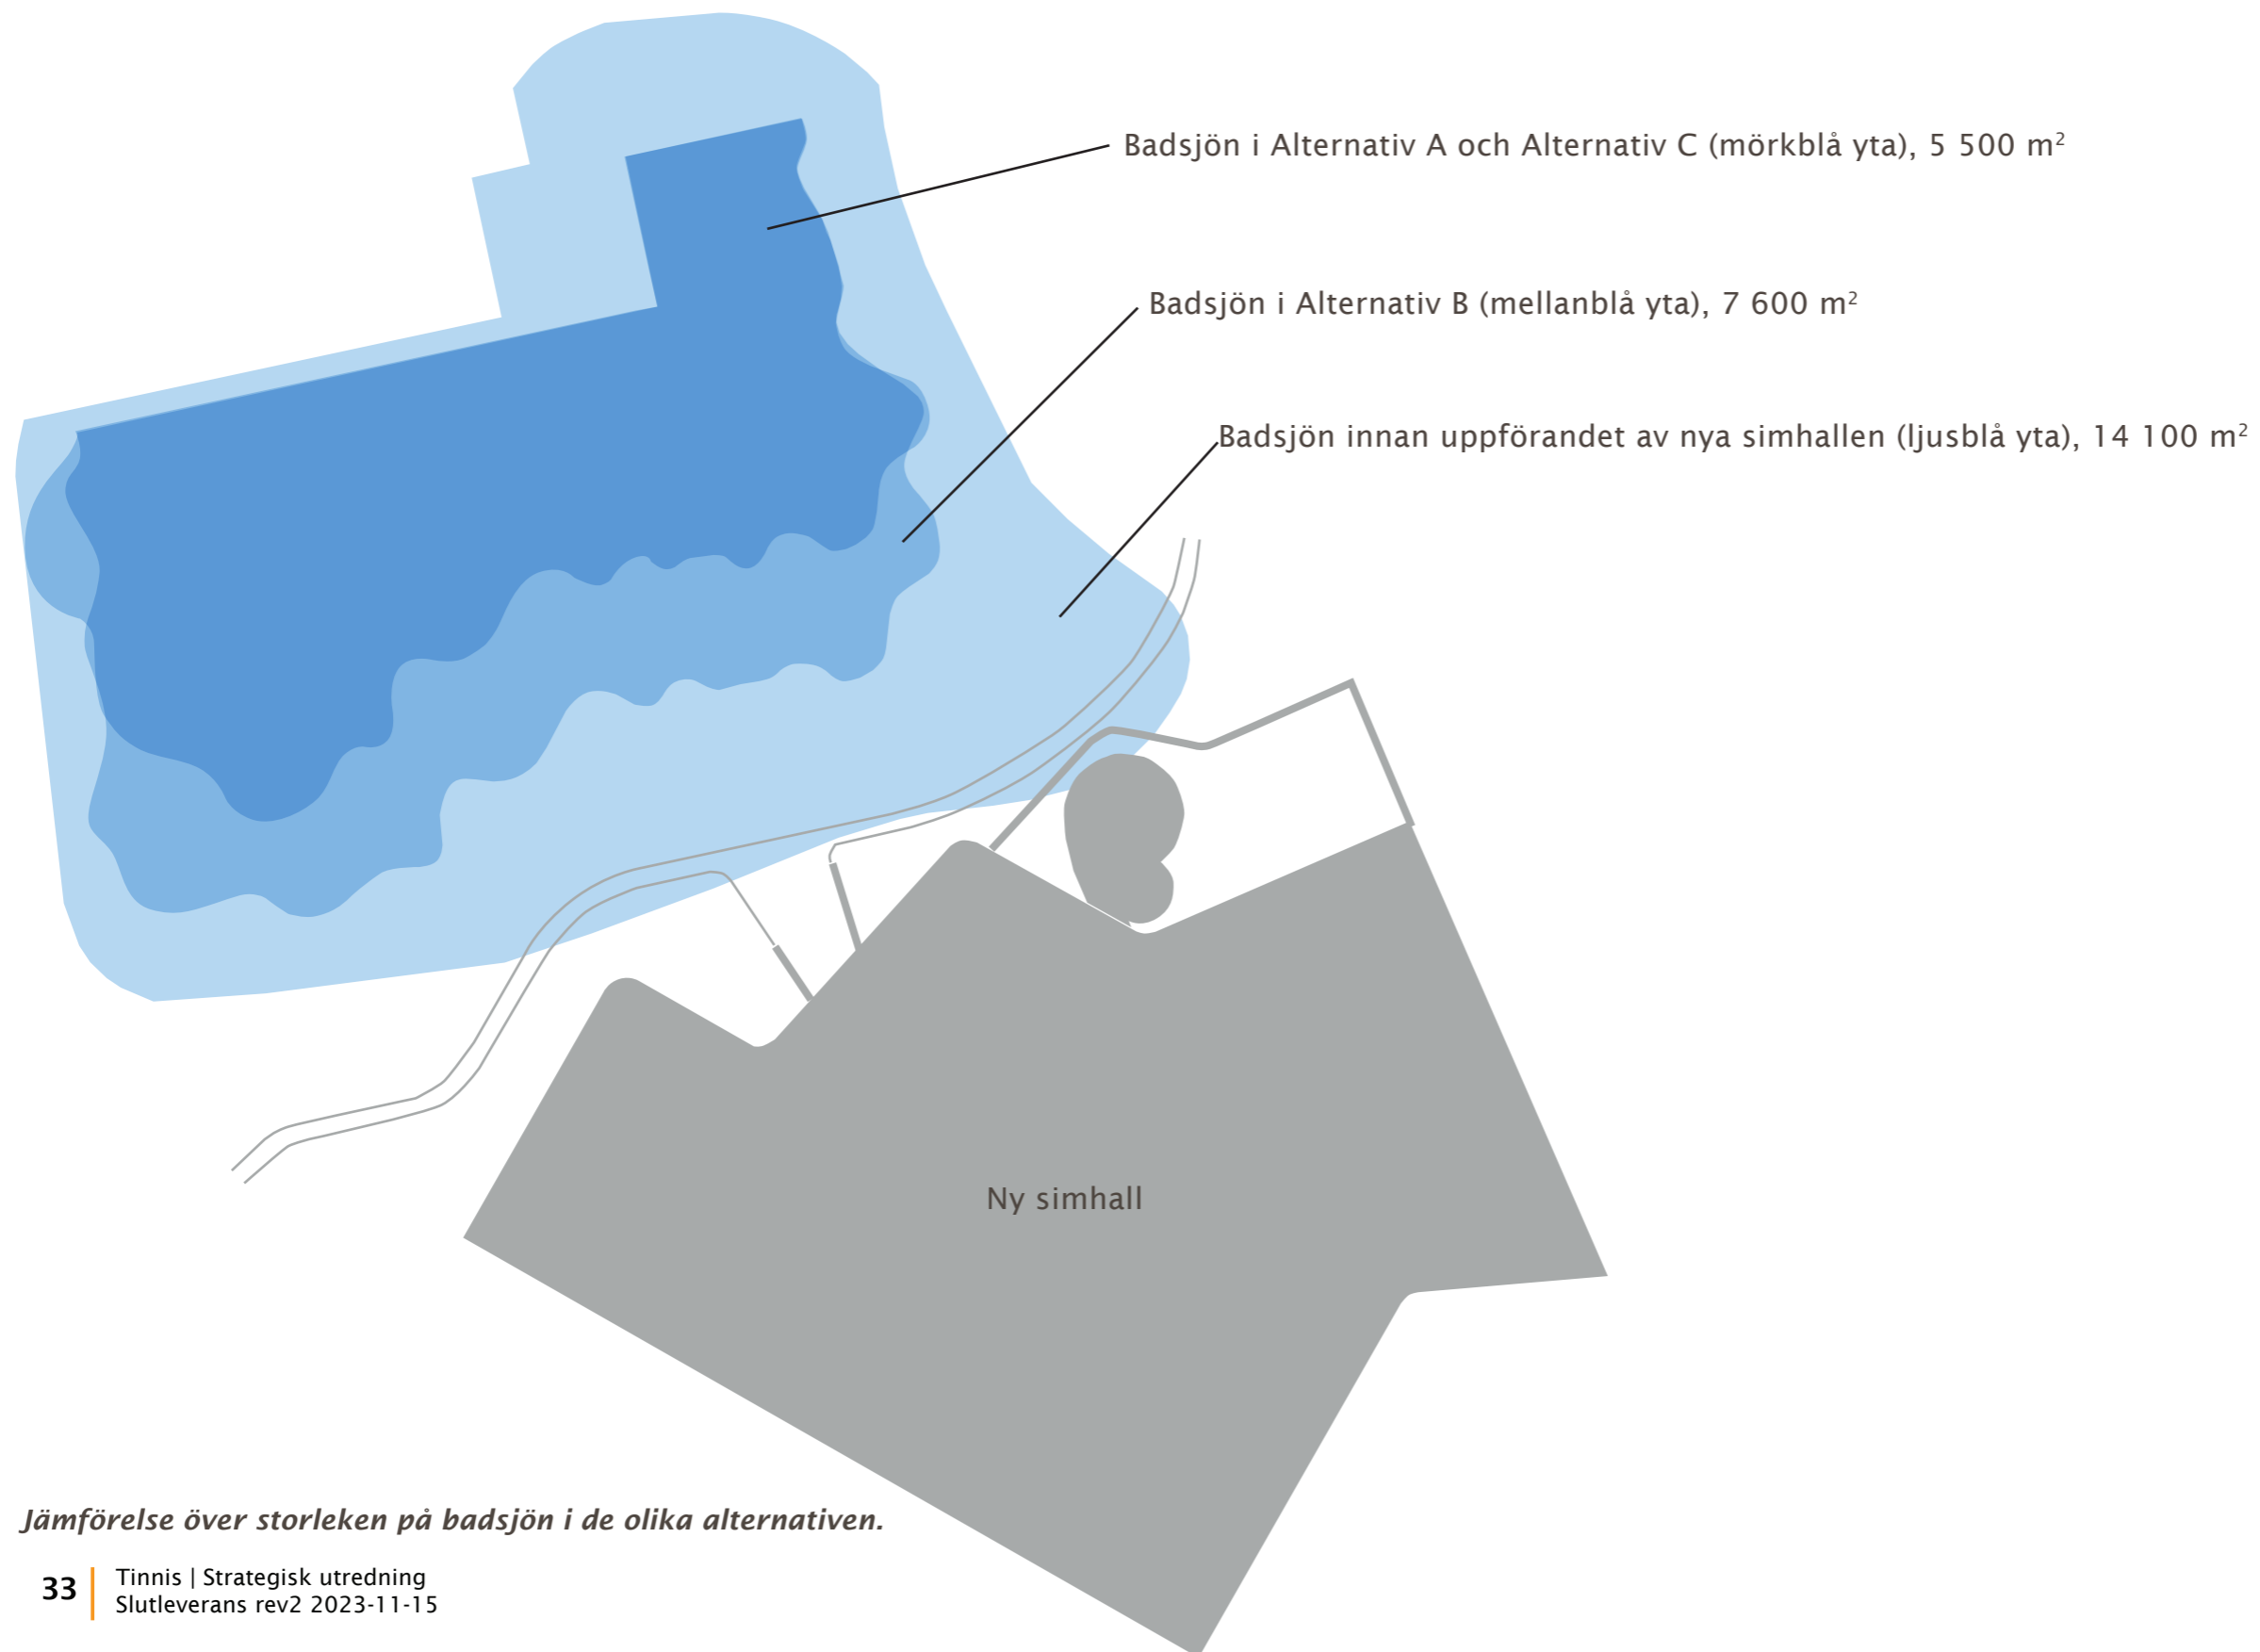 Badsjön i Alternativ A och Alternativ C (mörkblå yta), 5 500 m²
Badsjön i Alternativ B (mellanblå yta), 7 600 m²
Badsjön innan uppförandet av nya simhallen (ljusblå yta), 14 100 m²
Ny simhall
Jämförelse över storleken på badsjön i de olika alternativen.
33
Tinnis | Strategisk utredning
Slutleverans rev2 2023-11-15